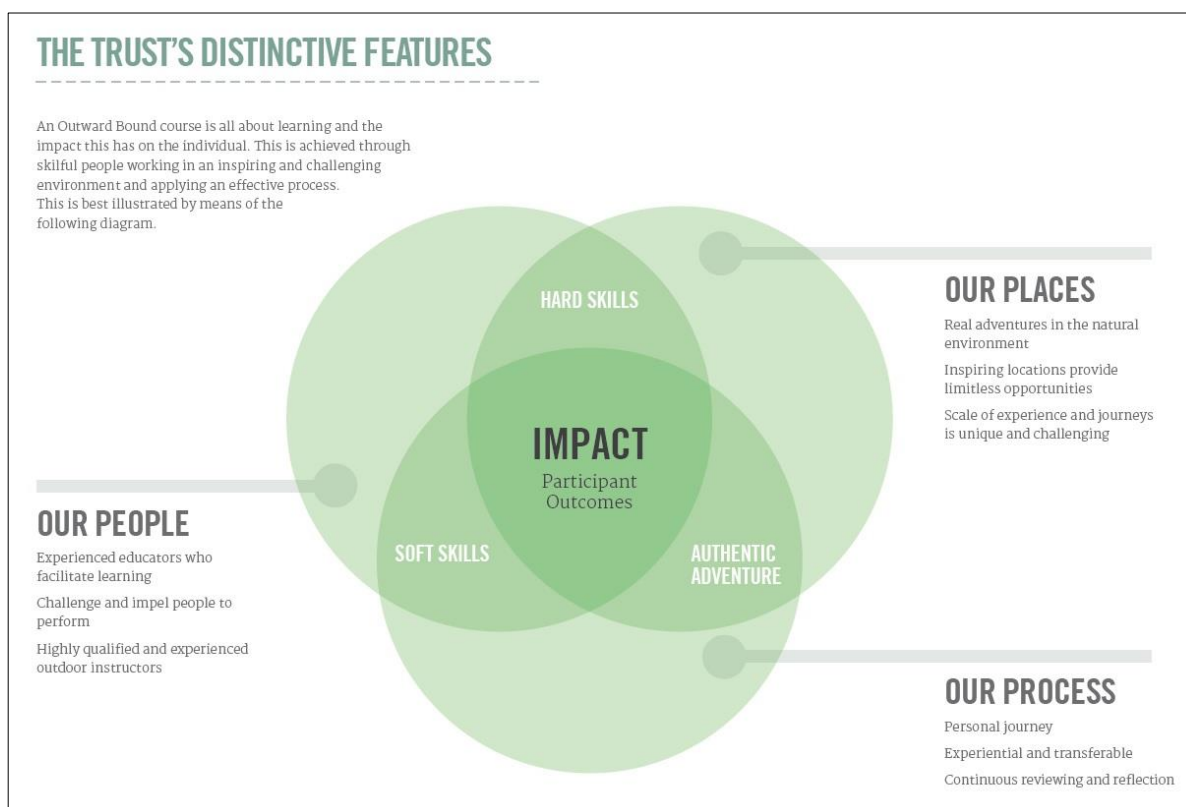 THE TRUST'S DISTINCTIVE FEATURES
An Outward Bound course is all about learning and the
impact this has on the individual. This is achieved through
skilful people working in an inspiring and challenging
environment and applying an effective process.
This is best illustrated by means of the
following diagram.
HARD SKILLS
IMPACT
Participant
Outcomes
SOFT SKILLS
AUTHENTIC
ADVENTURE
OUR PLACES
Real adventures in the natural
environment
Inspiring locations provide
limitless opportunities
Scale of experience and journeys
is unique and challenging
OUR PEOPLE
Experienced educators who
facilitate learning
Challenge and impel people to
perform
Highly qualified and experienced
outdoor instructors
OUR PROCESS
Personal journey
Experiential and transferable
Continuous reviewing and reflection